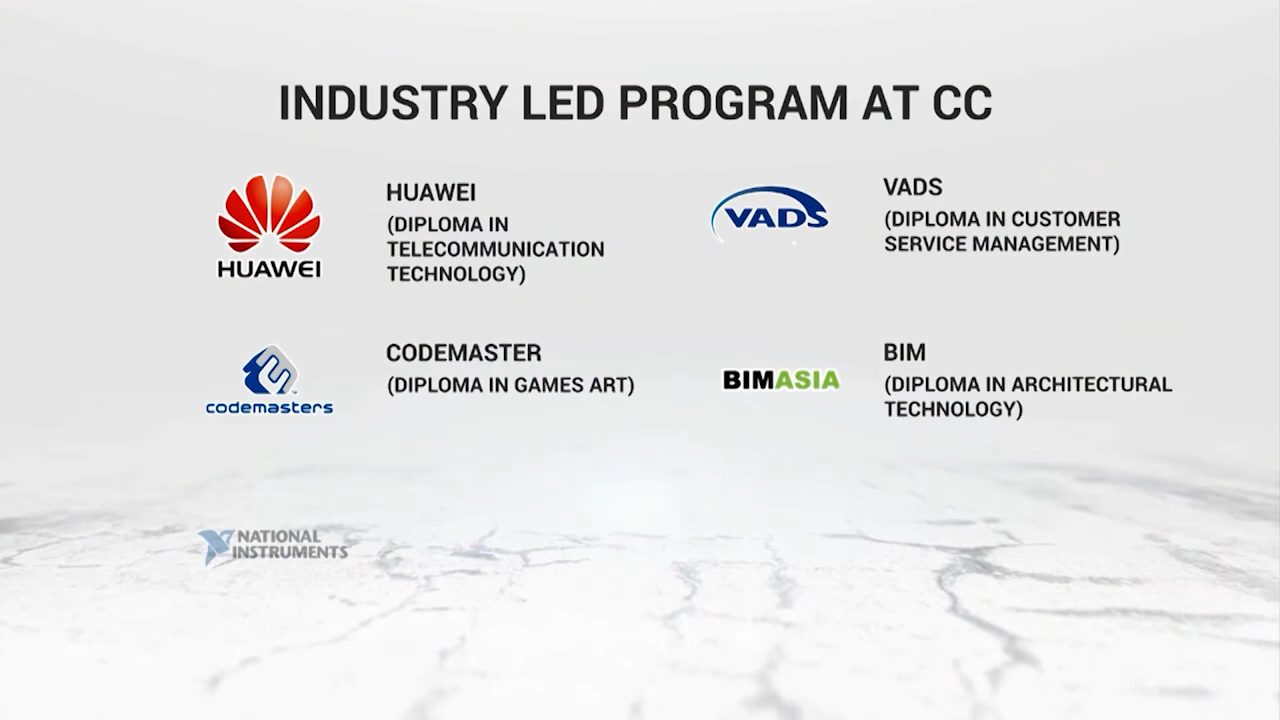 INDUSTRY LED PROGRAM AT CC
HUAWEI
HUAWEI
(DIPLOMA IN
TELECOMMUNICATION
TECHNOLOGY)
VADS
VADS
(DIPLOMA IN CUSTOMER
SERVICE MANAGEMENT)
codemasters
CODEMASTER
(DIPLOMA IN GAMES ART)
BIMASIA
BIM
(DIPLOMA IN ARCHITECTURAL
TECHNOLOGY)
NATIONAL
INSTRUMENTS